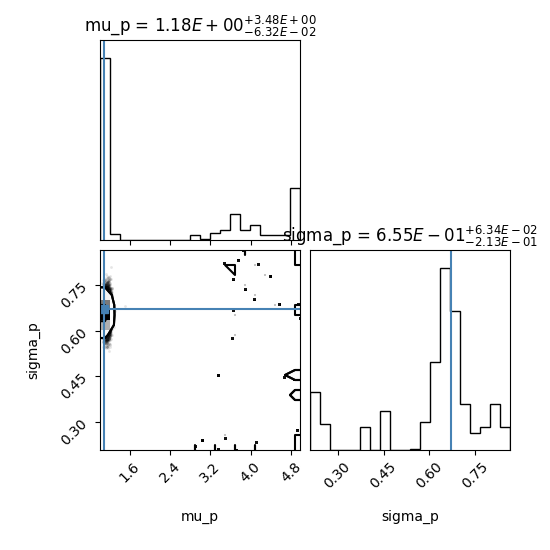 mu_p = 1.18E+00+3.48E+00 −6.32E−02
sigma_p = 6.55E−01+6.34E−02 −2.13E−01
0.75
0.60
0.45
0.30
sigma_p
1.6 2.4 3.2 4.0 4.8
0.30 0.45 0.60 0.75
mu_p
sigma_p